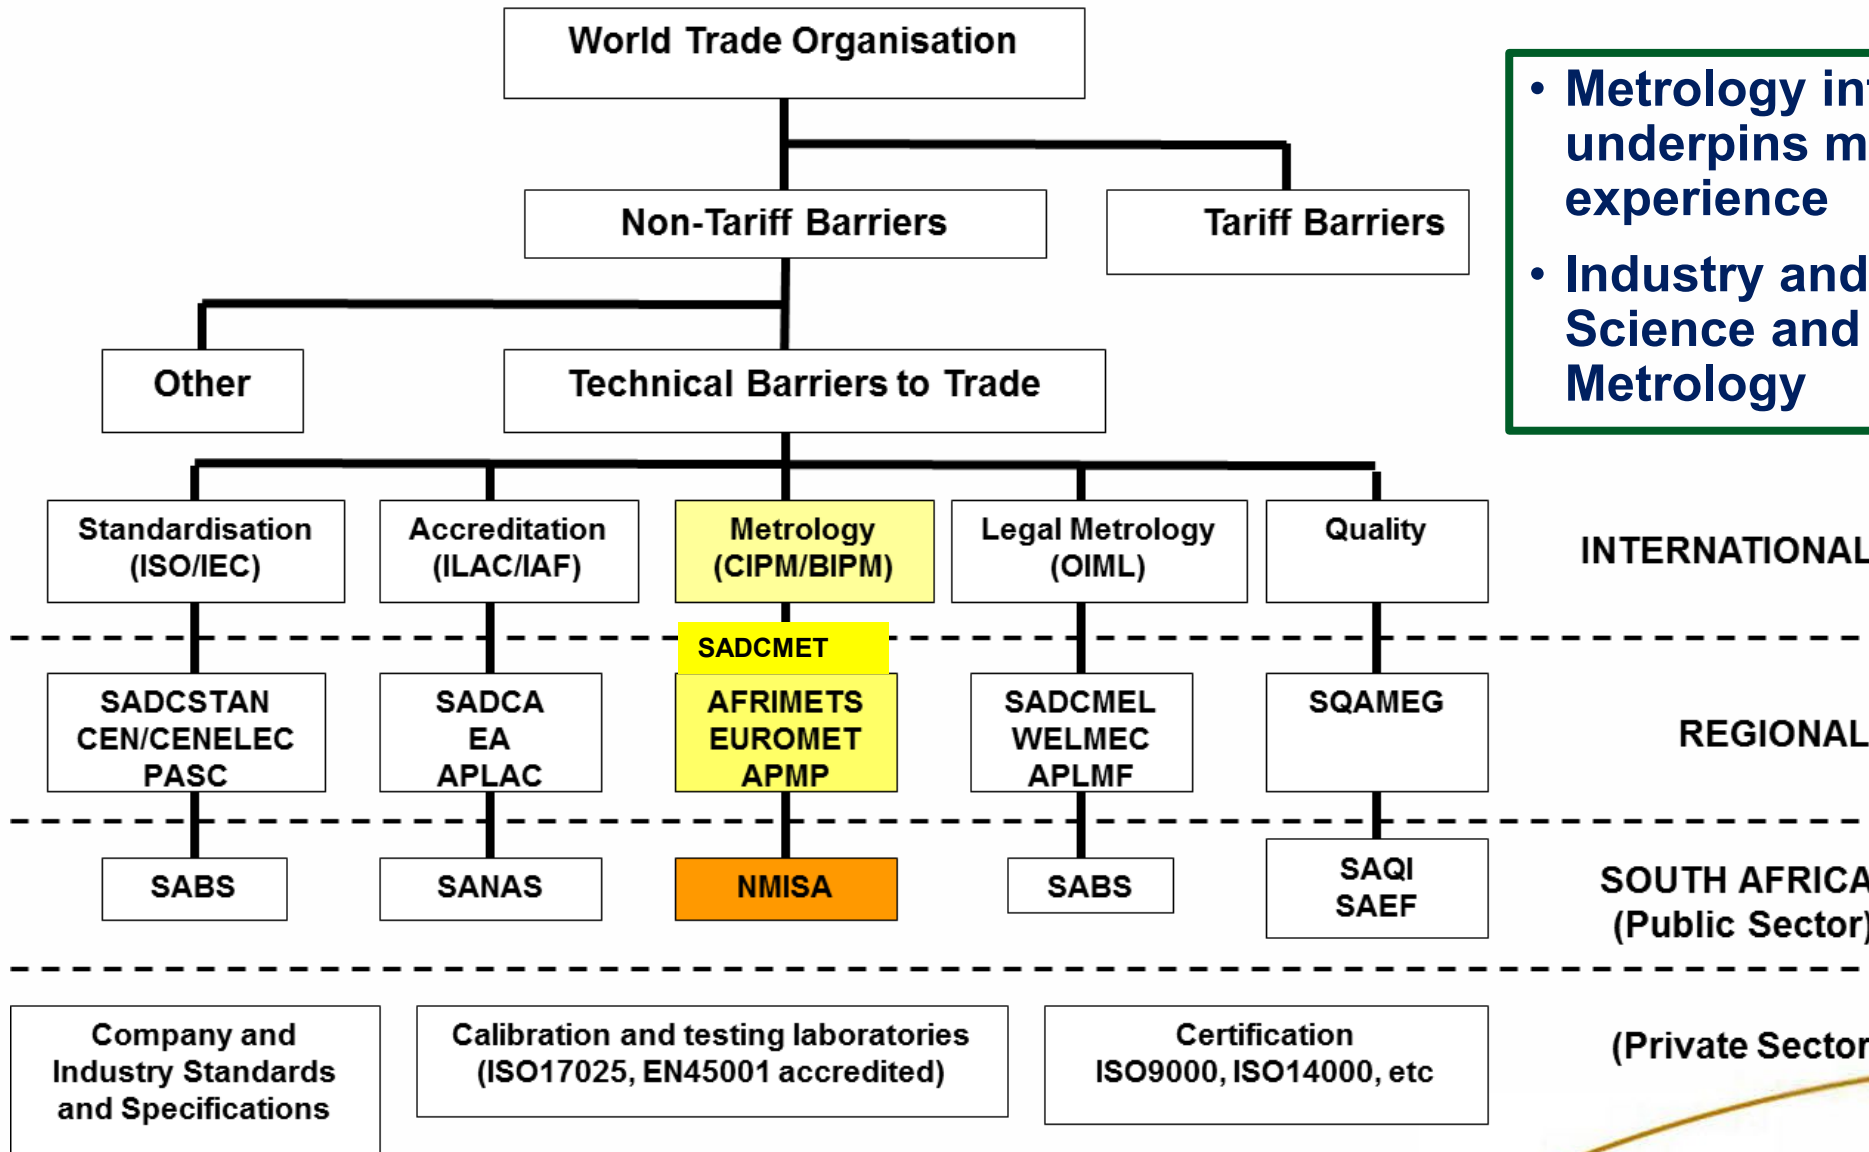 World Trade Organisation
• Metrology
underpins
experience
• Industry and
Science and
Metrology
Non-Tariff Barriers
Tariff Barriers
Other
Technical Barriers to Trade
Standardisation
(ISO/IEC)
Accreditation
(ILAC/IAF)
Metrology
(CIPM/BIPM)
Legal Metrology
(OIML)
Quality
INTERNATIONAL
SADCMET
SADCSTAN
CEN/CENELEC
PASC
SADCA
EA
APLAC
AFRIMETS
EUROMET
APMP
SADCMEL
WELMEC
APLMF
SQAMEG
REGIONAL
SABS
SANAS
NMISA
SABS
SAQI
SAEF
SOUTH AFRICA
(Public Sector)
Company and
Industry Standards
and Specifications
Calibration and testing laboratories
(ISO17025, EN45001 accredited)
Certification
ISO9000, ISO14000, etc
(Private Sector